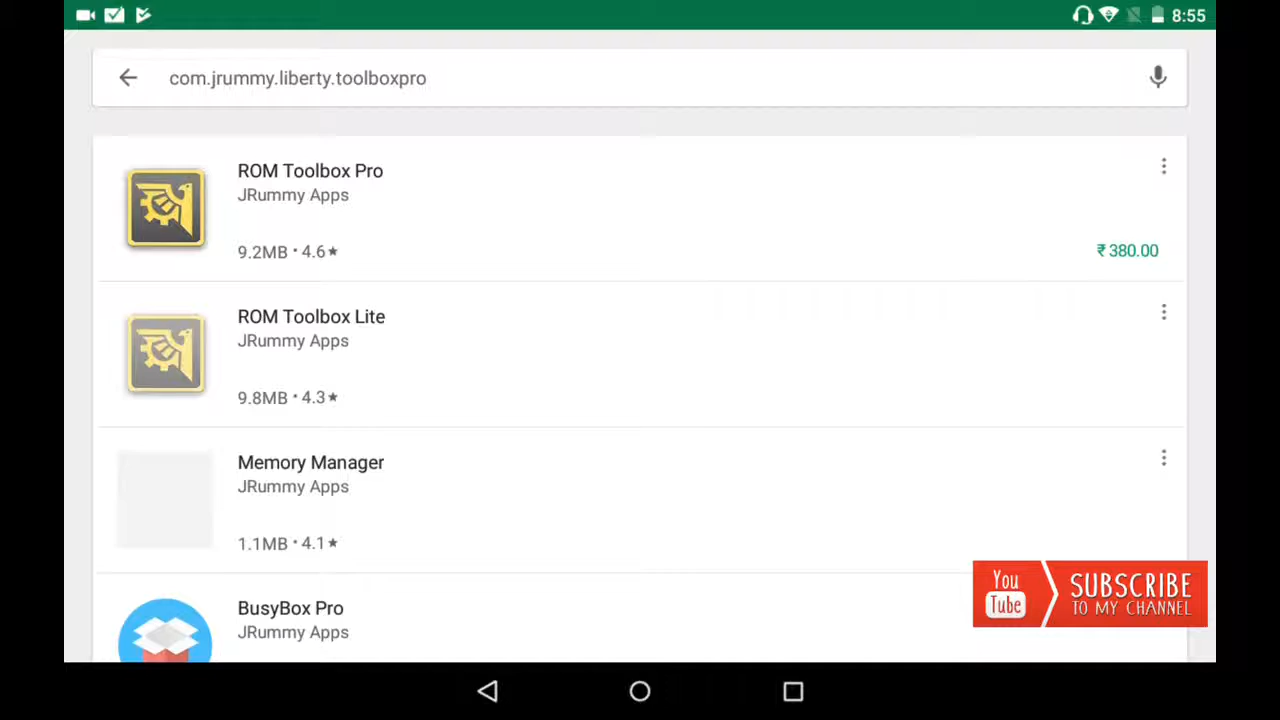 8:55
com.jrummy.liberty.toolboxpro
ROM Toolbox Pro
JRummy Apps
9.2MB • 4.6★
₹380.00
ROM Toolbox Lite
JRummy Apps
9.8MB • 4.3★
Memory Manager
JRummy Apps
1.1MB • 4.1★
BusyBox Pro
JRummy Apps
You
Tube
SUBSCRIBE
TO MY CHANNEL